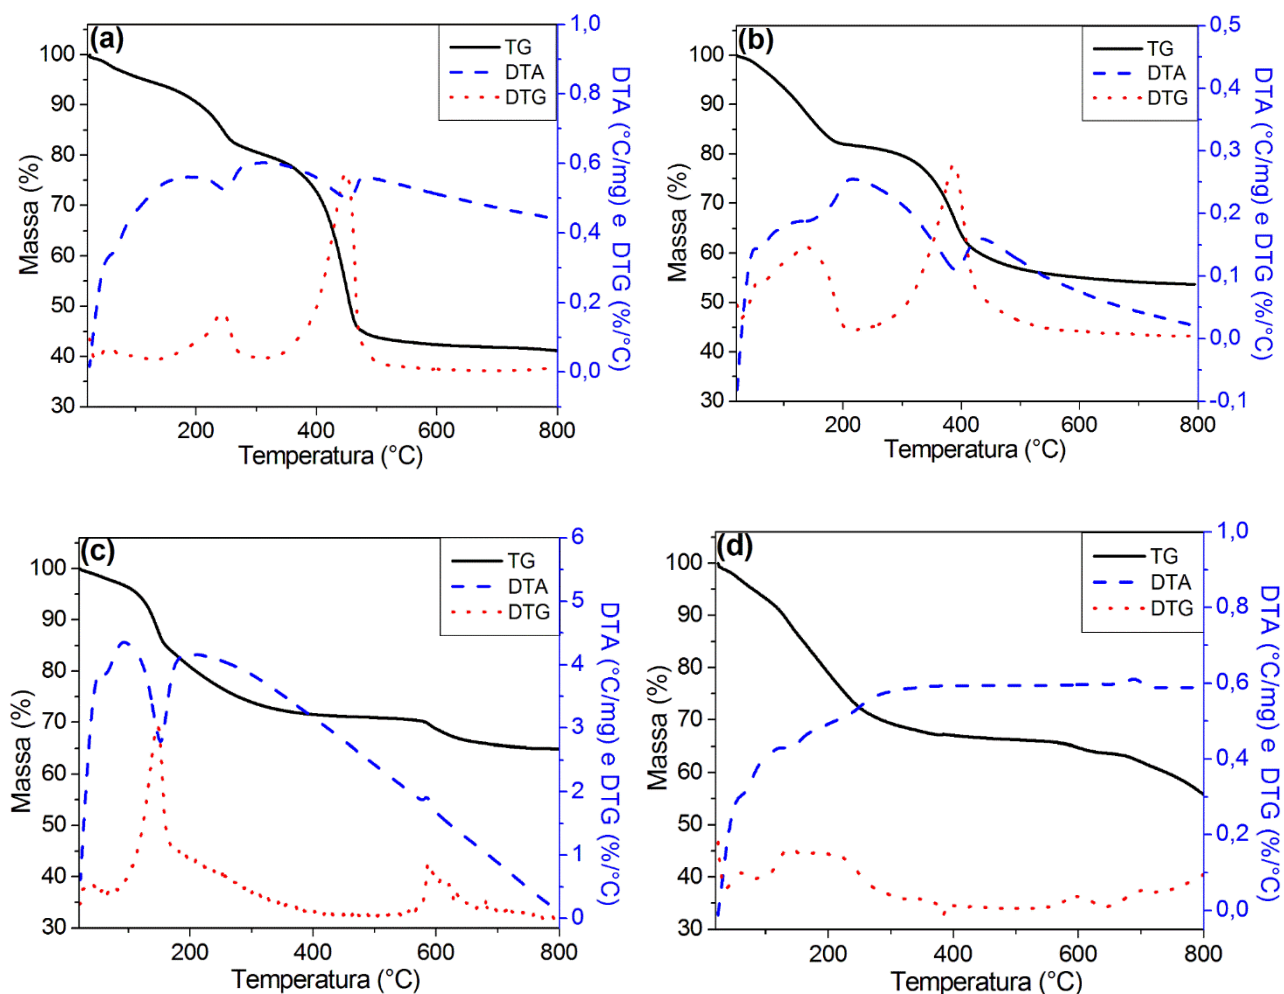 (a)
TG
DTA
DTG
100
90
80
70
60
50
40
30
Massa (%)
200
400
600
800
Temperatura (°C)
1,0
0,8
0,6
0,4
0,2
0,0
DTA (°C/mg) e DTG (%/°C)
(b)
TG
DTA
DTG
100
90
80
70
60
50
40
30
Massa (%)
200
400
600
800
Temperatura (°C)
0,5
0,4
0,3
0,2
0,1
0,0
-0,1
DTA (°C/mg) e DTG (%/°C)
(c)
TG
DTA
DTG
100
90
80
70
60
50
40
30
Massa (%)
200
400
600
800
Temperatura (°C)
6
5
4
3
2
1
0
DTA (°C/mg) e DTG (%/°C)
(d)
TG
DTA
DTG
100
90
80
70
60
50
40
30
Massa (%)
200
400
600
800
Temperatura (°C)
1,0
0,8
0,6
0,4
0,2
0,0
DTA (°C/mg) e DTG (%/°C)